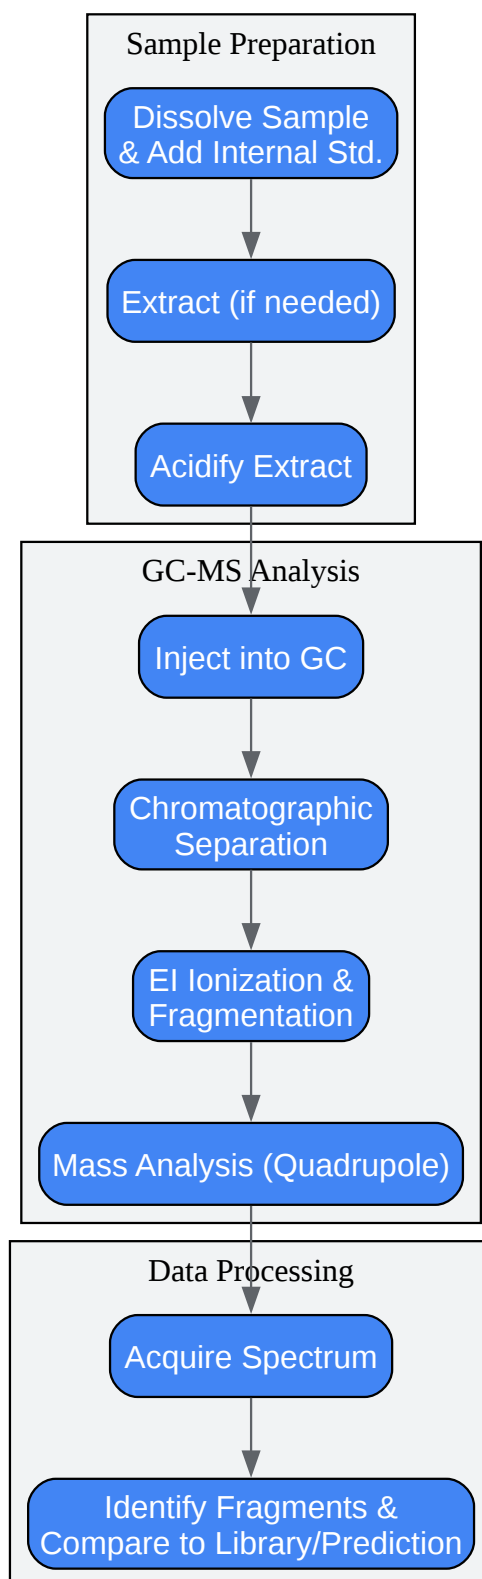 Sample Preparation
Dissolve Sample
& Add Internal Std.
Extract (if needed)
Acidify Extract
GC-MS Analysis
Inject into GC
Chromatographic
Separation
EI Ionization &
Fragmentation
Mass Analysis (Quadrupole)
Data Processing
Acquire Spectrum
Identify Fragments &
Compare to Library/Prediction